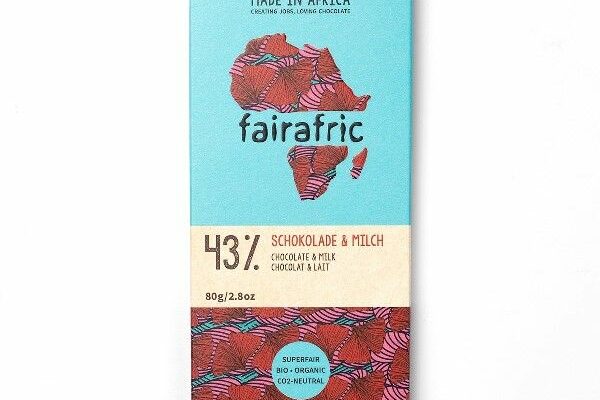 MADE IN AFRICA
CREATING JOBS, LOVING CHOCOLATE
fairafric
43%
SCHOKOLADE & MILCH
CHOCOLATE & MILK
CHOCOLAT & LAIT
80g/2.8oz
SUPERFAIR
BIO • ORGANIC
CO2-NEUTRAL